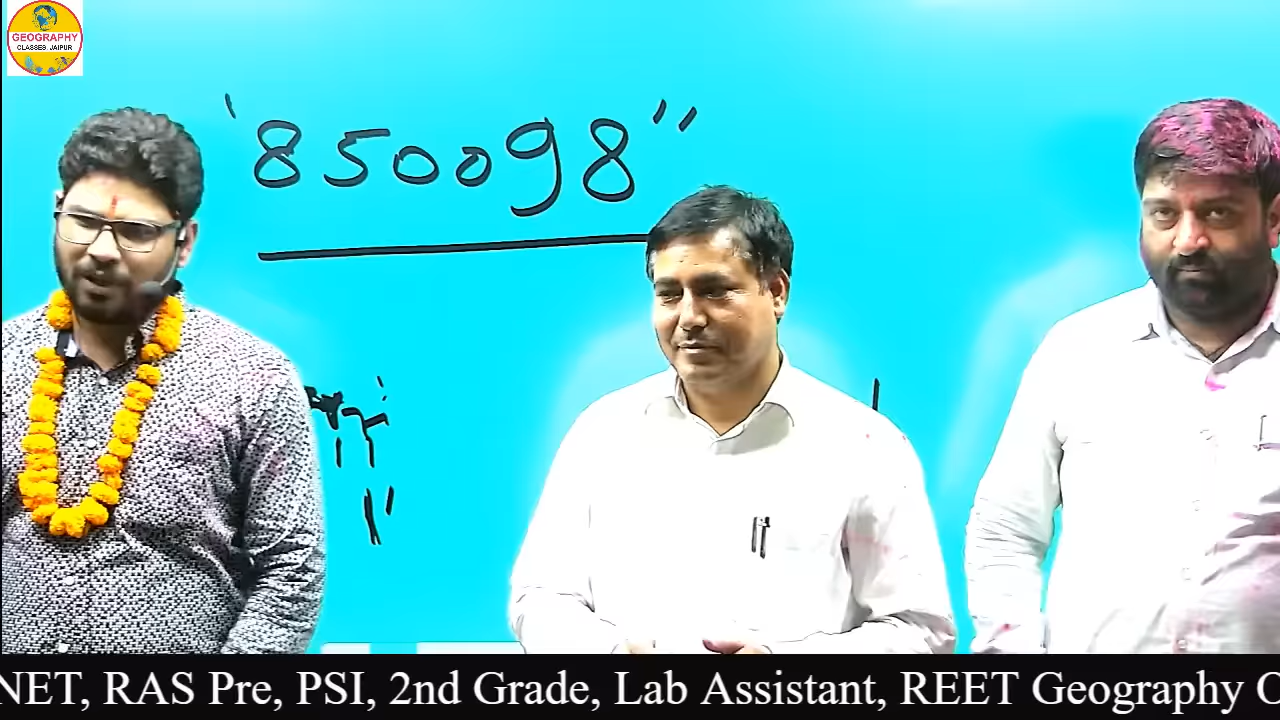 GEOGRAPHY
CLASSES JAIPUR
'850098"
NET, RAS Pre, PSI, 2nd Grade, Lab Assistant, REET Geography C